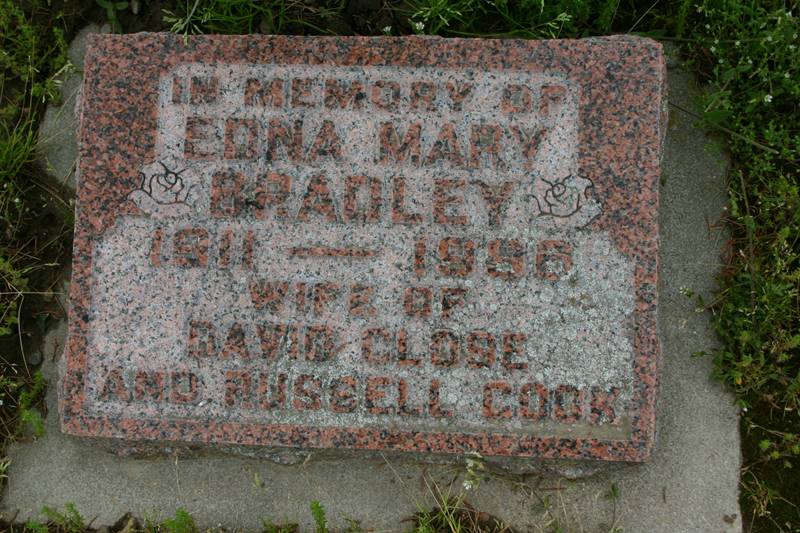 IN MEMORY OF
EDNA MARY
BRADLEY
1911 — 1996
WIFE OF
DAVID CLOSE
AND RUSSELL COOK